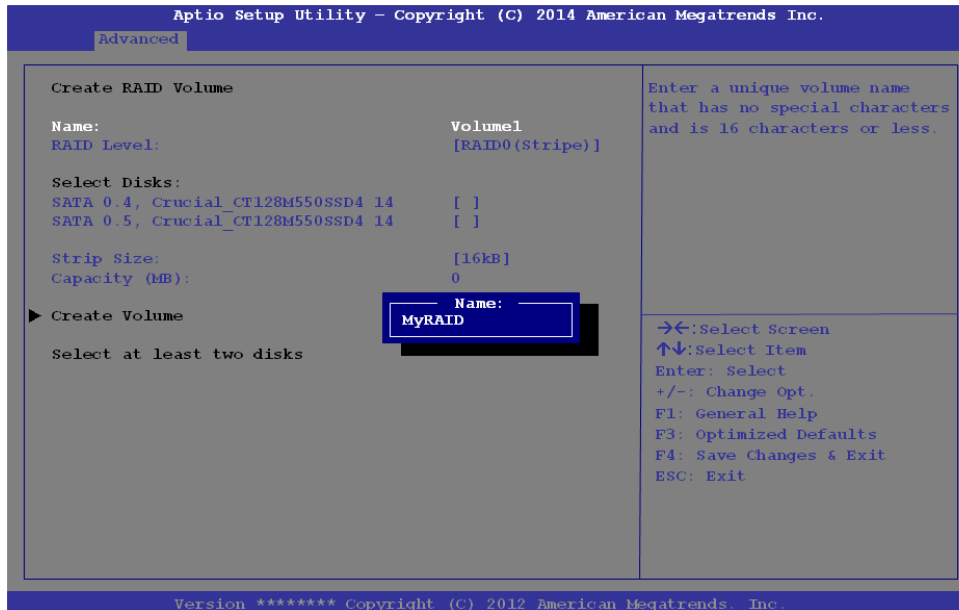 Aptio Setup Utility – Copyright (C) 2014 American Megatrends Inc.
Advanced
Create RAID Volume
Name: Volume1
RAID Level: [RAID0(Stripe)]
Select Disks:
SATA 0.4, Crucial_CT128M550SSD4 14 [ ]
SATA 0.5, Crucial_CT128M550SSD4 14 [ ]
Strip Size: [16kB]
Capacity (MB): 0
▶ Create Volume
Select at least two disks
Name:
MyRAID
Enter a unique volume name
that has no special characters
and is 16 characters or less.
→←:Select Screen
↑↓:Select Item
Enter: Select
+/-: Change Opt.
F1: General Help
F3: Optimized Defaults
F4: Save Changes & Exit
ESC: Exit
Version ******** Copyright (C) 2012 American Megatrends. Inc.